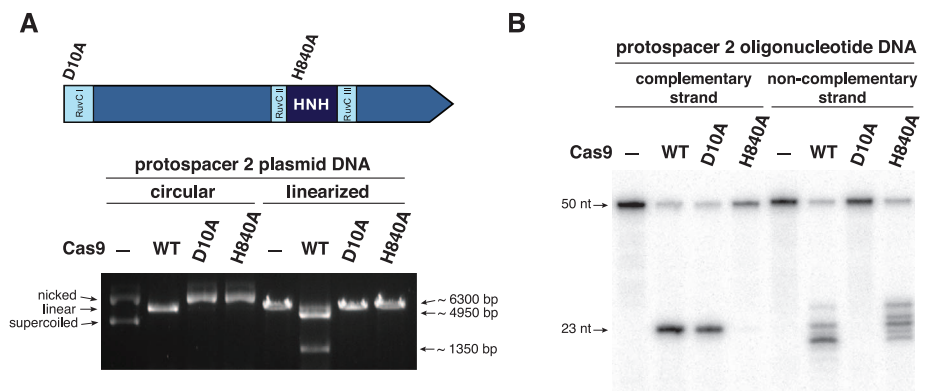 A
D10A
H840A
RuvC I
RuvC II
HNH
RuvC III
protospacer 2 plasmid DNA
circular linearized
Cas9 – WT D10A H840A – WT D10A H840A
nicked
linear
supercoiled
~ 6300 bp
~ 4950 bp
~ 1350 bp
B
protospacer 2 oligonucleotide DNA
complementary strand
non-complementary strand
Cas9 – WT D10A H840A – WT D10A H840A
50 nt
23 nt